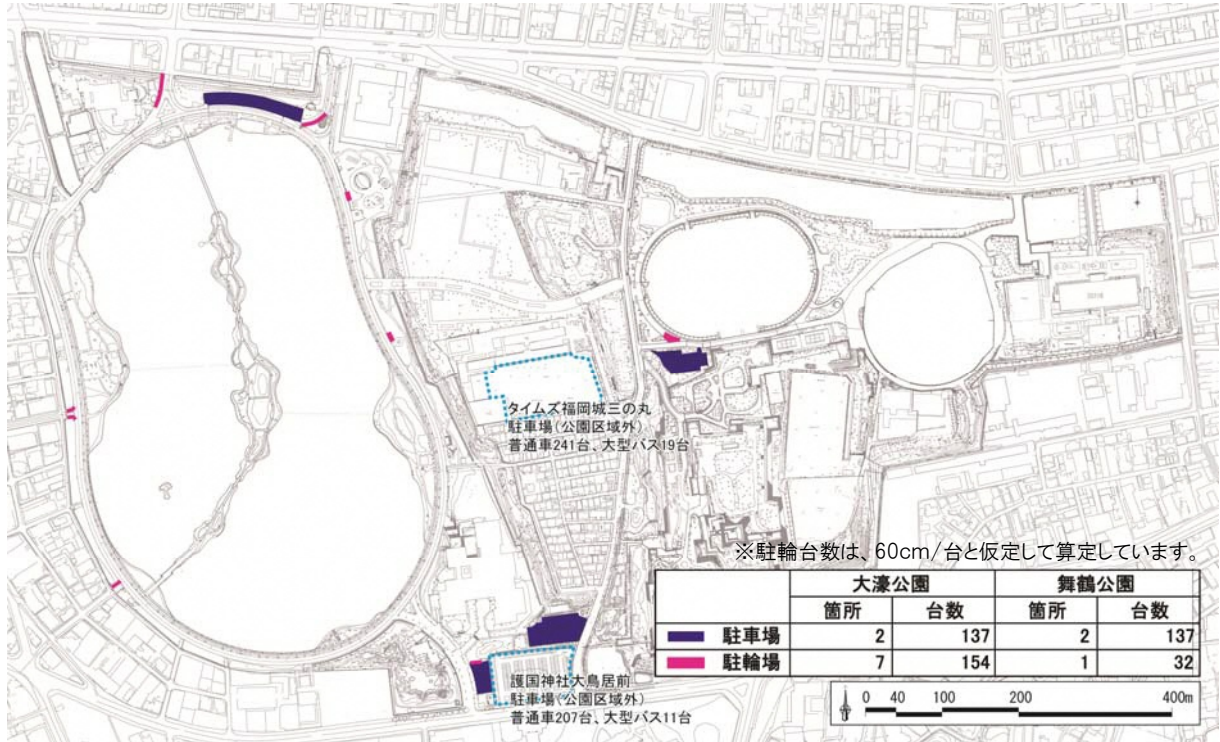 タイムズ福岡城三の丸
駐車場(公園区域外)
普通車241台、大型バス19台
※駐輪台数は、60cm/台と仮定して算定しています。
大濠公園 舞鶴公園
箇所 台数 箇所 台数
駐車場 2 137 2 137
駐輪場 7 154 1 32
護国神社大鳥居前
駐車場(公園区域外)
普通車207台、大型バス11台
0 40 100 200 400m